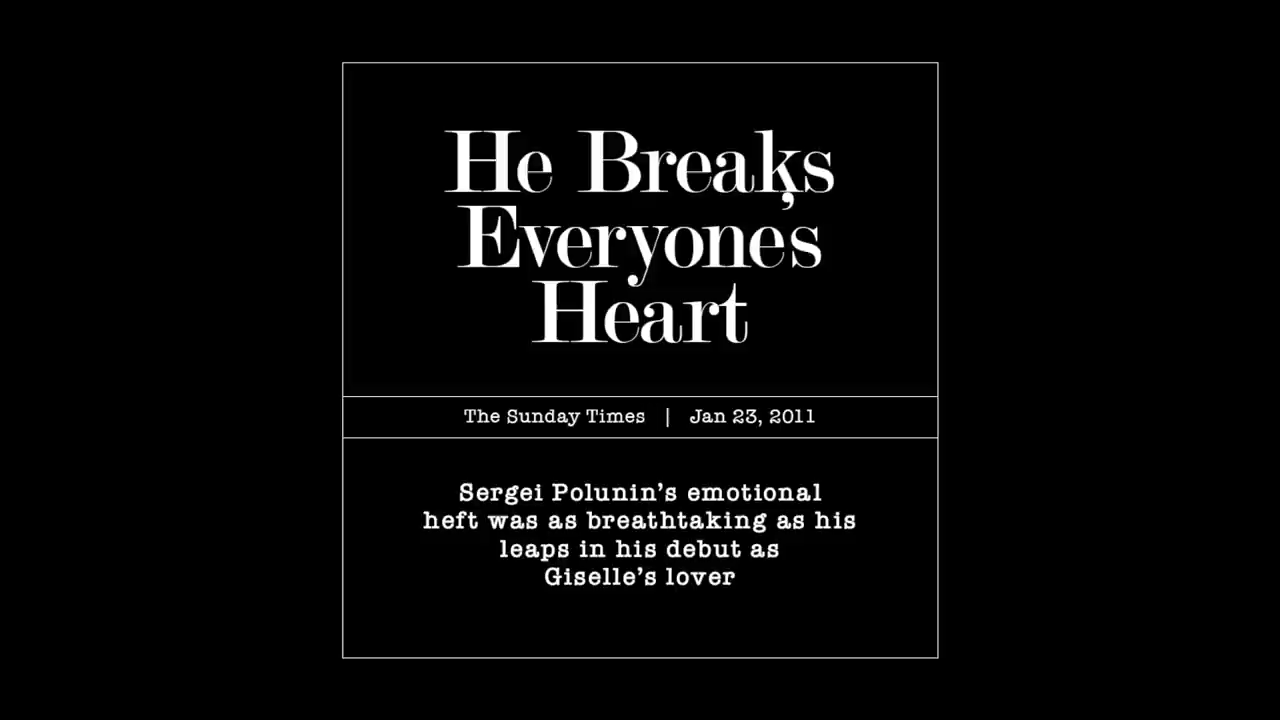 He Breaks
Everyone's
Heart
The Sunday Times | Jan 23, 2011
Sergei Polunin’s emotional
heft was as breathtaking as his
leaps in his debut as
Giselle’s lover